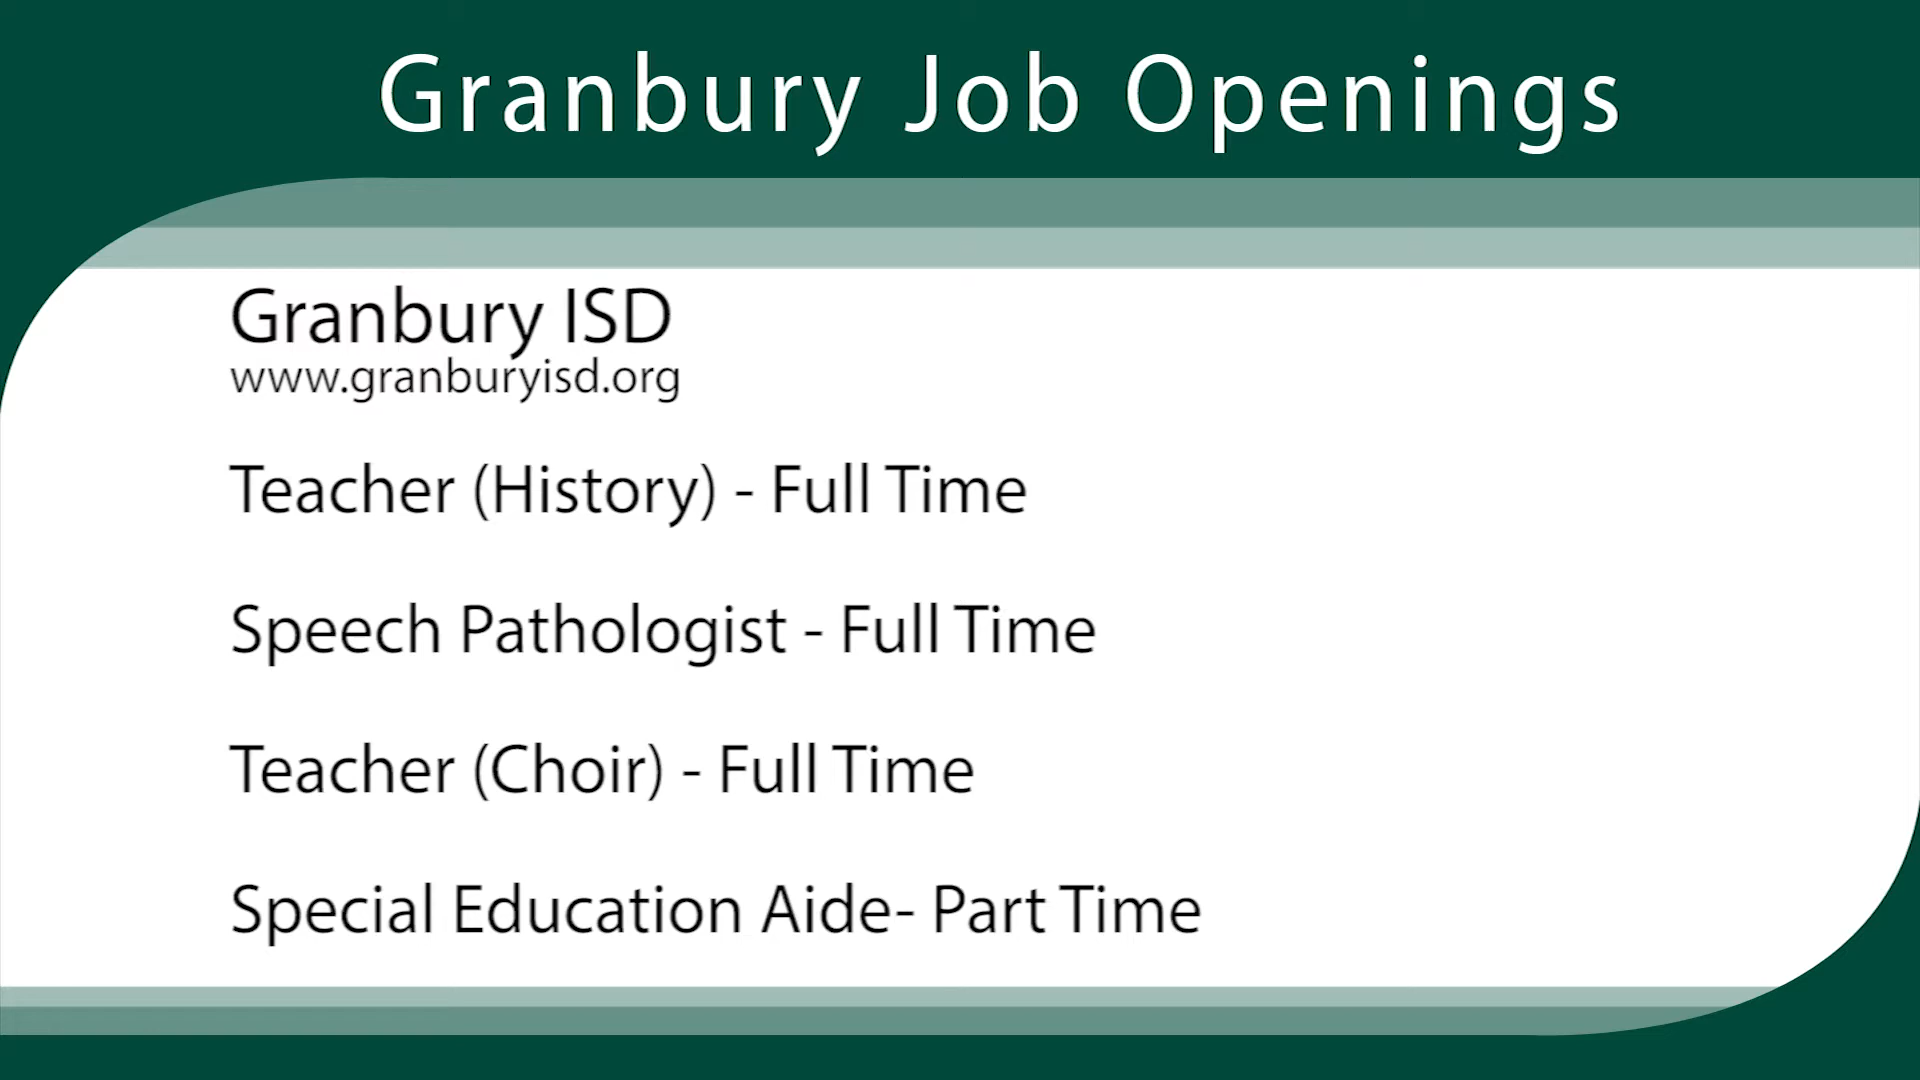 Granbury Job Openings
Granbury ISD
www.granburyisd.org
Teacher (History) - Full Time
Speech Pathologist - Full Time
Teacher (Choir) - Full Time
Special Education Aide- Part Time